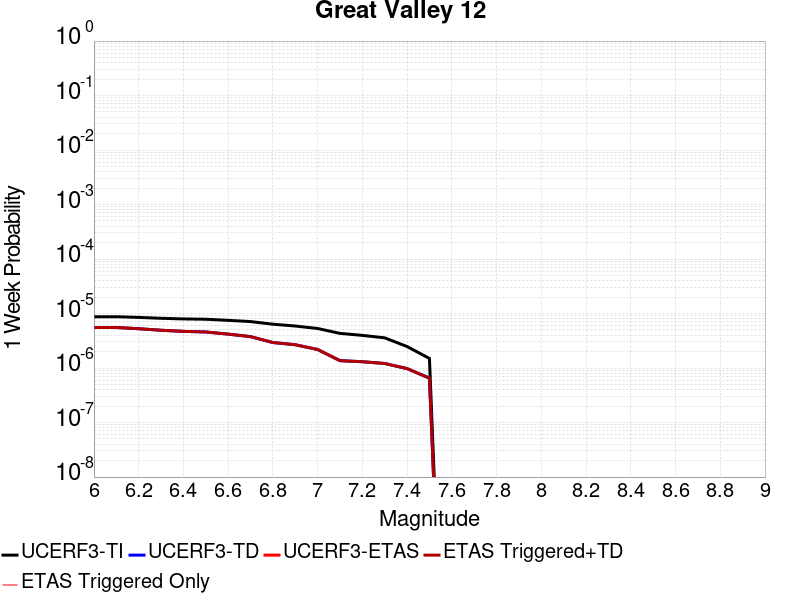 Great Valley 12
10^0
10^-1
10^-2
10^-3
10^-4
10^-5
10^-6
10^-7
10^-8
1 Week Probability
6 6.2 6.4 6.6 6.8 7 7.2 7.4 7.6 7.8 8 8.2 8.4 8.6 8.8 9
Magnitude
UCERF3-TI UCERF3-TD UCERF3-ETAS ETAS Triggered+TD
ETAS Triggered Only